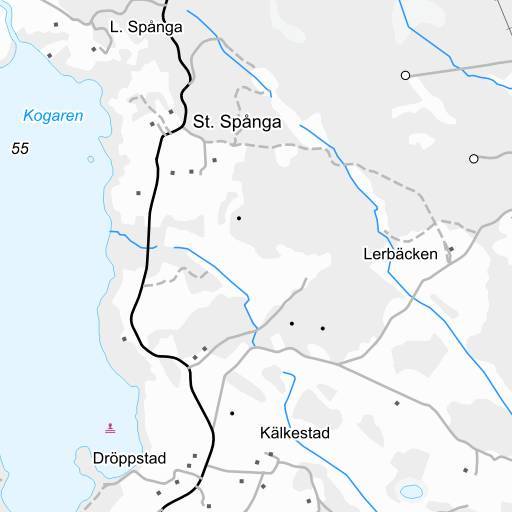 L. Spånga
Kogaren
St. Spånga
55
Lerbäcken
Kälkestad
Dröppstad